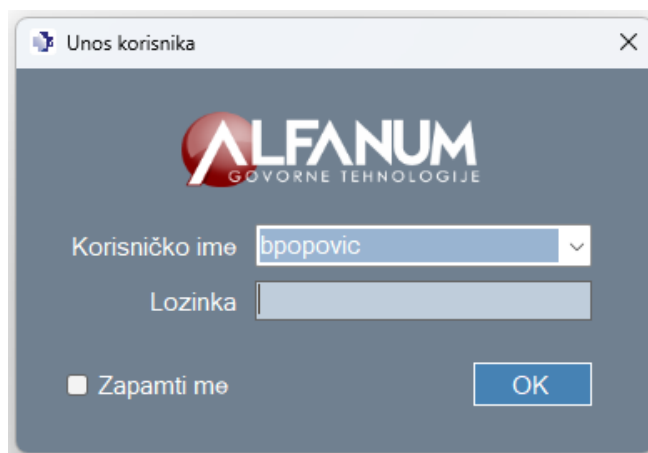 Unos korisnika
ALFANUM
GOVORNE TEHNOLOGIJE
Korisničko ime bpopovic
Lozinka
Zapamti me
OK